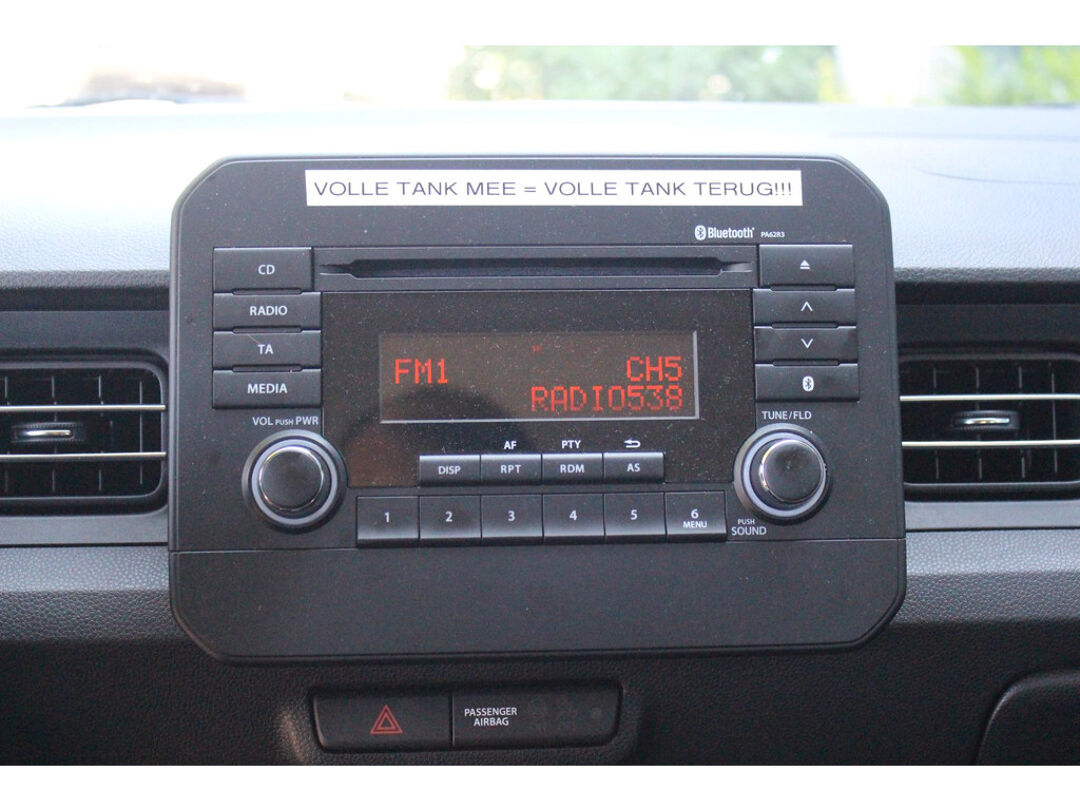 VOLLE TANK MEE = VOLLE TANK TERUG!!!
Bluetooth PA62R3
CD
RADIO
TA
MEDIA
FM1 CH5
RADIO538
VOL PUSH PWR
TUNE/FLD
AF PTY
DISP RPT RDM AS
1 2 3 4 5 6
MENU
PUSH
SOUND
PASSENGER
AIRBAG